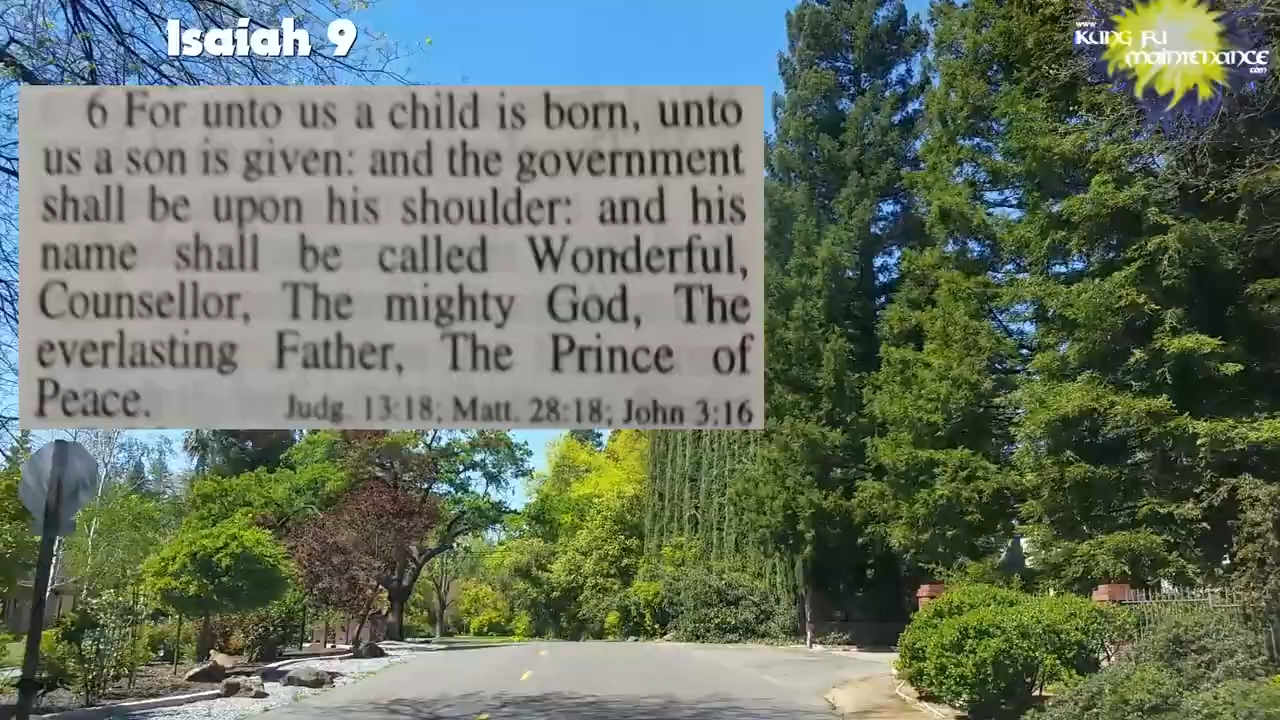 Isaiah 9
www
KUNG FU
MAINTENANCE
.com
6 For unto us a child is born, unto
us a son is given: and the government
shall be upon his shoulder: and his
name shall be called Wonderful,
Counsellor, The mighty God, The
everlasting Father, The Prince of
Peace. Judg. 13:18; Matt. 28:18; John 3:16